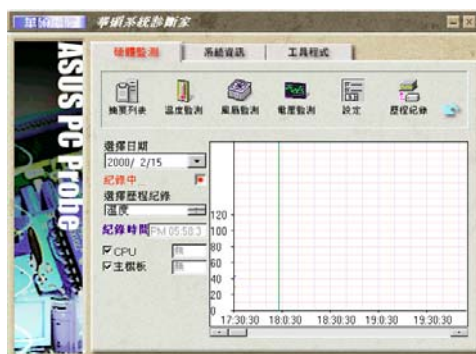 華碩系統診斷家
硬體監測 系統資訊 工具程式
ASUS PC Probe
摘要列表 溫度監測 風扇監測 電壓監測 設定 歷程紀錄
選擇日期
2000/ 2/15
紀錄中...
選擇歷程紀錄
溫度
紀錄時間 PM 05:58:3
CPU
主機板
120
100
80
60
40
20
0
17:30:30 18:0:30 18:30:30 19:0:30 19:30:30